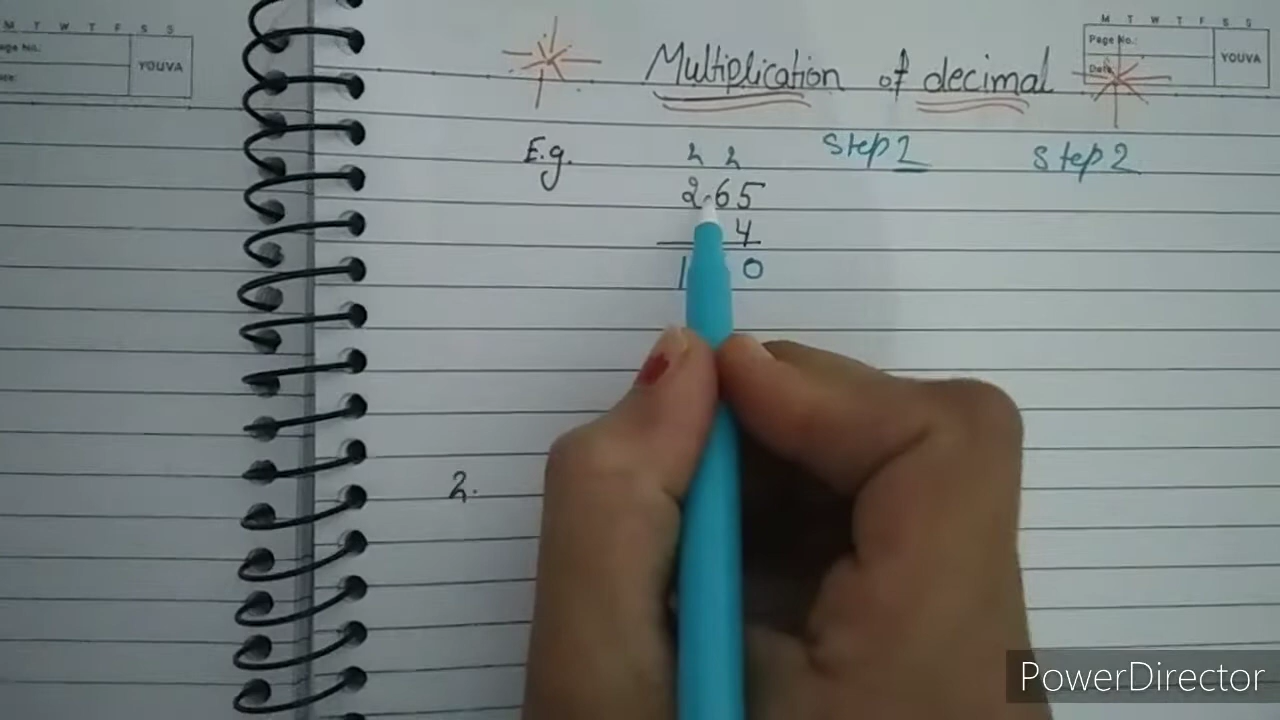 M T W T F S S
M T W T F S S
Page No.:
YOUVA
Page No.:
YOUVA
Date:
Multiplication of decimal
E.g. 2 2 Step 2 Step 2
2.65
4
1 0
2.
PowerDirector